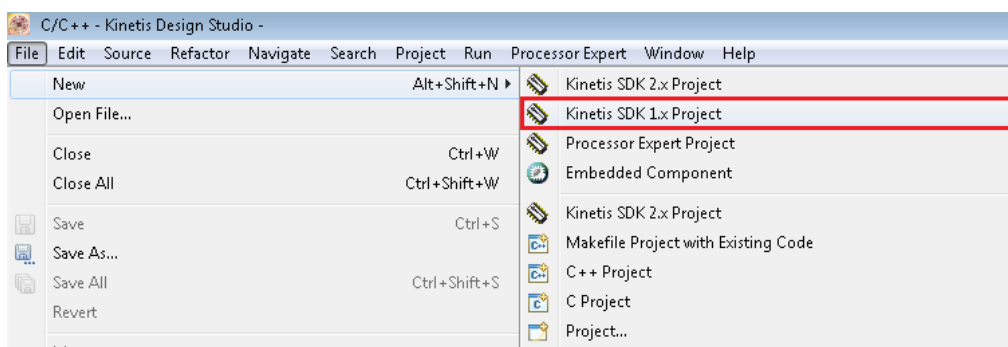 C/C++ - Kinetis Design Studio -
File Edit Source Refactor Navigate Search Project Run Processor Expert Window Help
New Alt+Shift+N
Open File...
Close Ctrl+W
Close All Ctrl+Shift+W
Save Ctrl+S
Save As...
Save All Ctrl+Shift+S
Revert
Kinetis SDK 2.x Project
Kinetis SDK 1.x Project
Processor Expert Project
Embedded Component
Kinetis SDK 2.x Project
Makefile Project with Existing Code
C++ Project
C Project
Project...